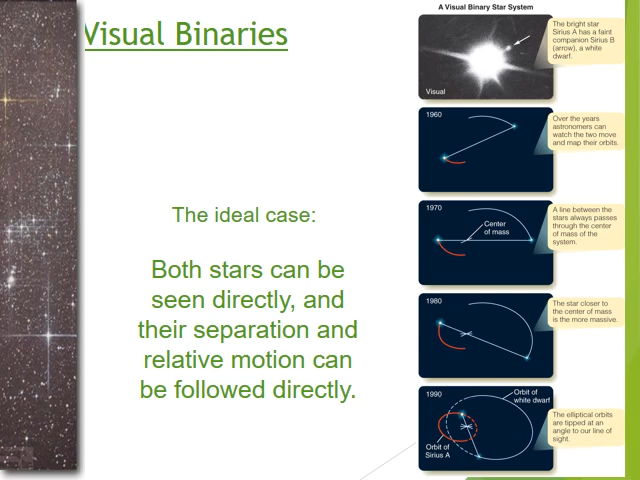 Visual Binaries
The ideal case:
Both stars can be
seen directly, and
their separation and
relative motion can
be followed directly.
A Visual Binary Star System
The bright star
Sirius A has a faint
companion Sirius B
(arrow), a white
dwarf.
Visual
1960
Over the years
astronomers can
watch the two move
and map their orbits.
1970
Center
of mass
A line between the
stars always passes
through the center
of mass of the
system.
1980
The star closer to
the center of mass
is the more massive.
1990
Orbit of
white dwarf
Orbit of
Sirius A
The elliptical orbits
are tipped at an
angle to our line of
sight.